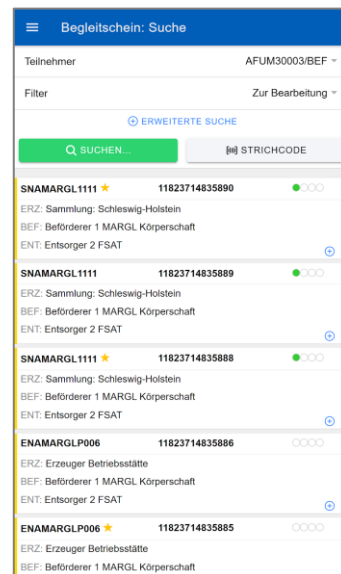 Begleitschein: Suche
Teilnehmer AFUM30003/BEF
Filter Zur Bearbeitung
ERWEITERTE SUCHE
SUCHEN... STRICHCODE
SNAMARGL1111 11823714835890
ERZ: Sammlung: Schleswig-Holstein
BEF: Beförderer 1 MARGL Körperschaft
ENT: Entsorger 2 FSAT
SNAMARGL1111 11823714835889
ERZ: Sammlung: Schleswig-Holstein
BEF: Beförderer 1 MARGL Körperschaft
ENT: Entsorger 2 FSAT
SNAMARGL1111 11823714835888
ERZ: Sammlung: Schleswig-Holstein
BEF: Beförderer 1 MARGL Körperschaft
ENT: Entsorger 2 FSAT
ENAMARGLP006 11823714835886
ERZ: Erzeuger Betriebsstätte
BEF: Beförderer 1 MARGL Körperschaft
ENT: Entsorger 2 FSAT
ENAMARGLP006 11823714835885
ERZ: Erzeuger Betriebsstätte
BEF: Beförderer 1 MARGL Körperschaft